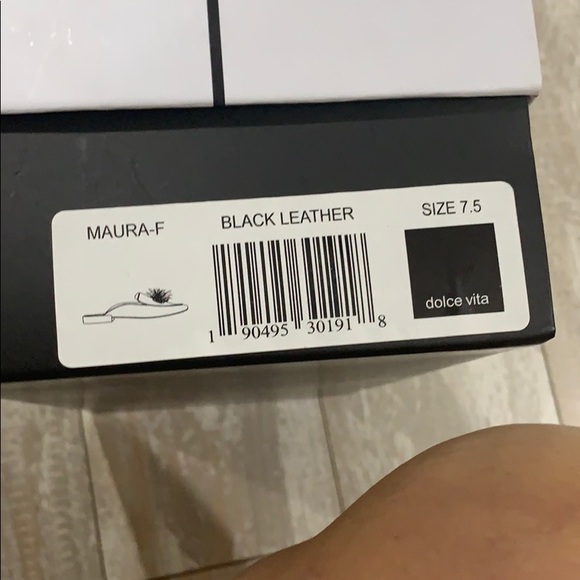 MAURA-F
BLACK LEATHER
SIZE 7.5
dolce vita
1 90495 30191 8